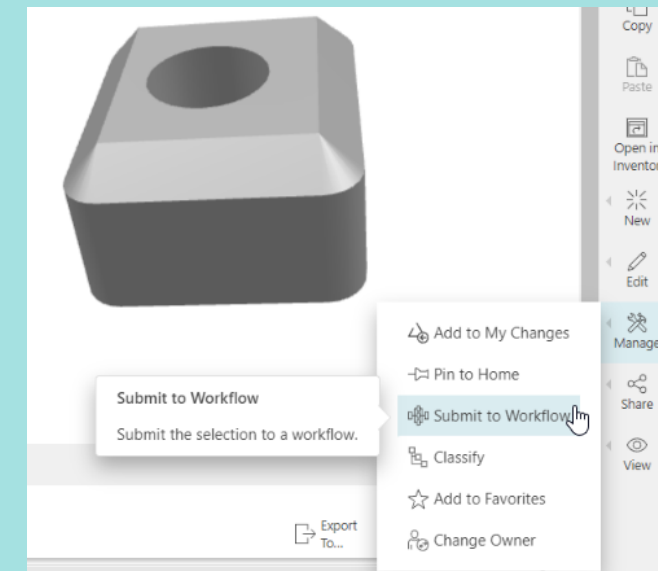 Copy
Paste
Open in
Invento
New
Edit
Manage
Share
View
Add to My Changes
Pin to Home
Submit to Workflow
Classify
Add to Favorites
Change Owner
Submit to Workflow
Submit the selection to a workflow.
Export
To...